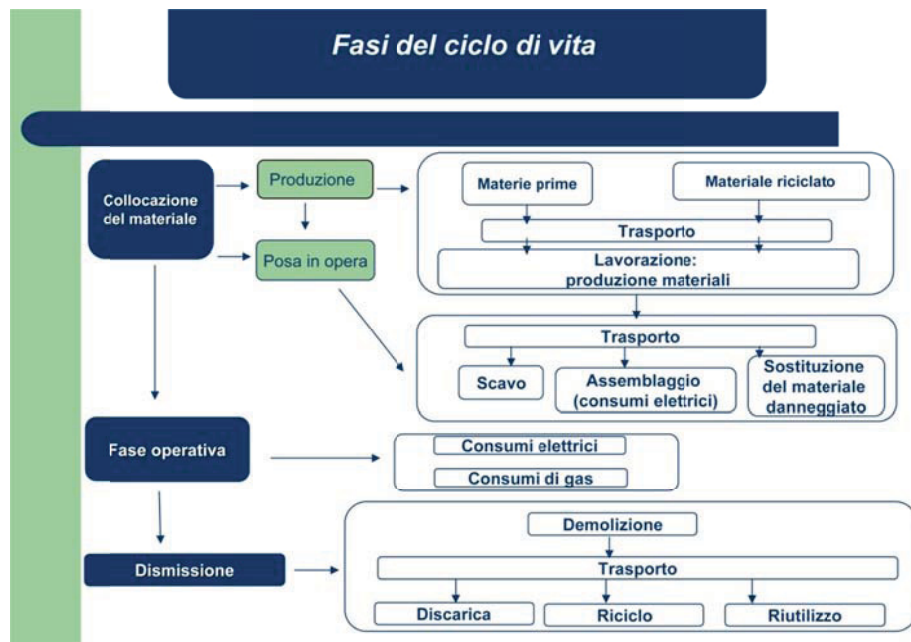 Fasi del ciclo di vita
Collocazione
del materiale
Produzione
Posa in opera
Materie prime
Materiale riciclato
Trasporto
Lavorazione:
produzione materiali
Trasporto
Scavo
Assemblaggio
(consumi elettrici)
Sostituzione
del materiale
danneggiato
Fase operativa
Consumi elettrici
Consumi di gas
Dismissione
Demolizione
Trasporto
Discarica
Riciclo
Riutilizzo